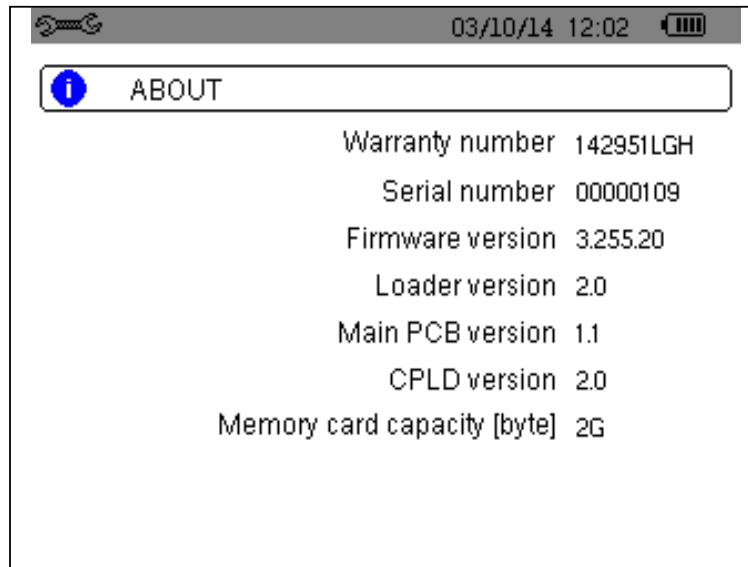 03/10/14 12:02
ABOUT
Warranty number 142951LGH
Serial number 00000109
Firmware version 3.255.20
Loader version 2.0
Main PCB version 1.1
CPLD version 2.0
Memory card capacity [byte] 2G